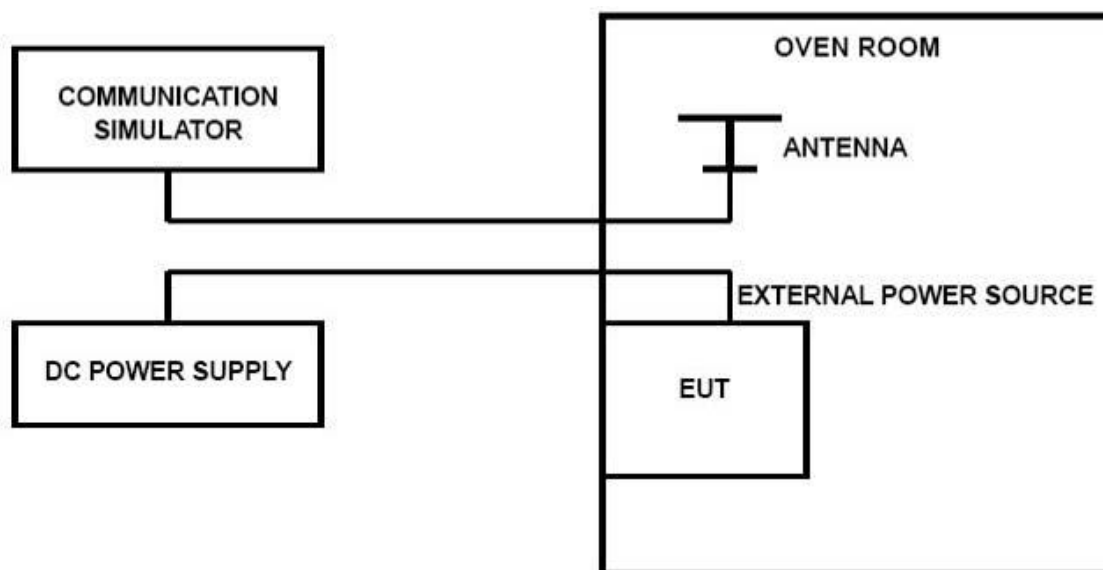 OVEN ROOM
COMMUNICATION
SIMULATOR
ANTENNA
EXTERNAL POWER SOURCE
DC POWER SUPPLY
EUT